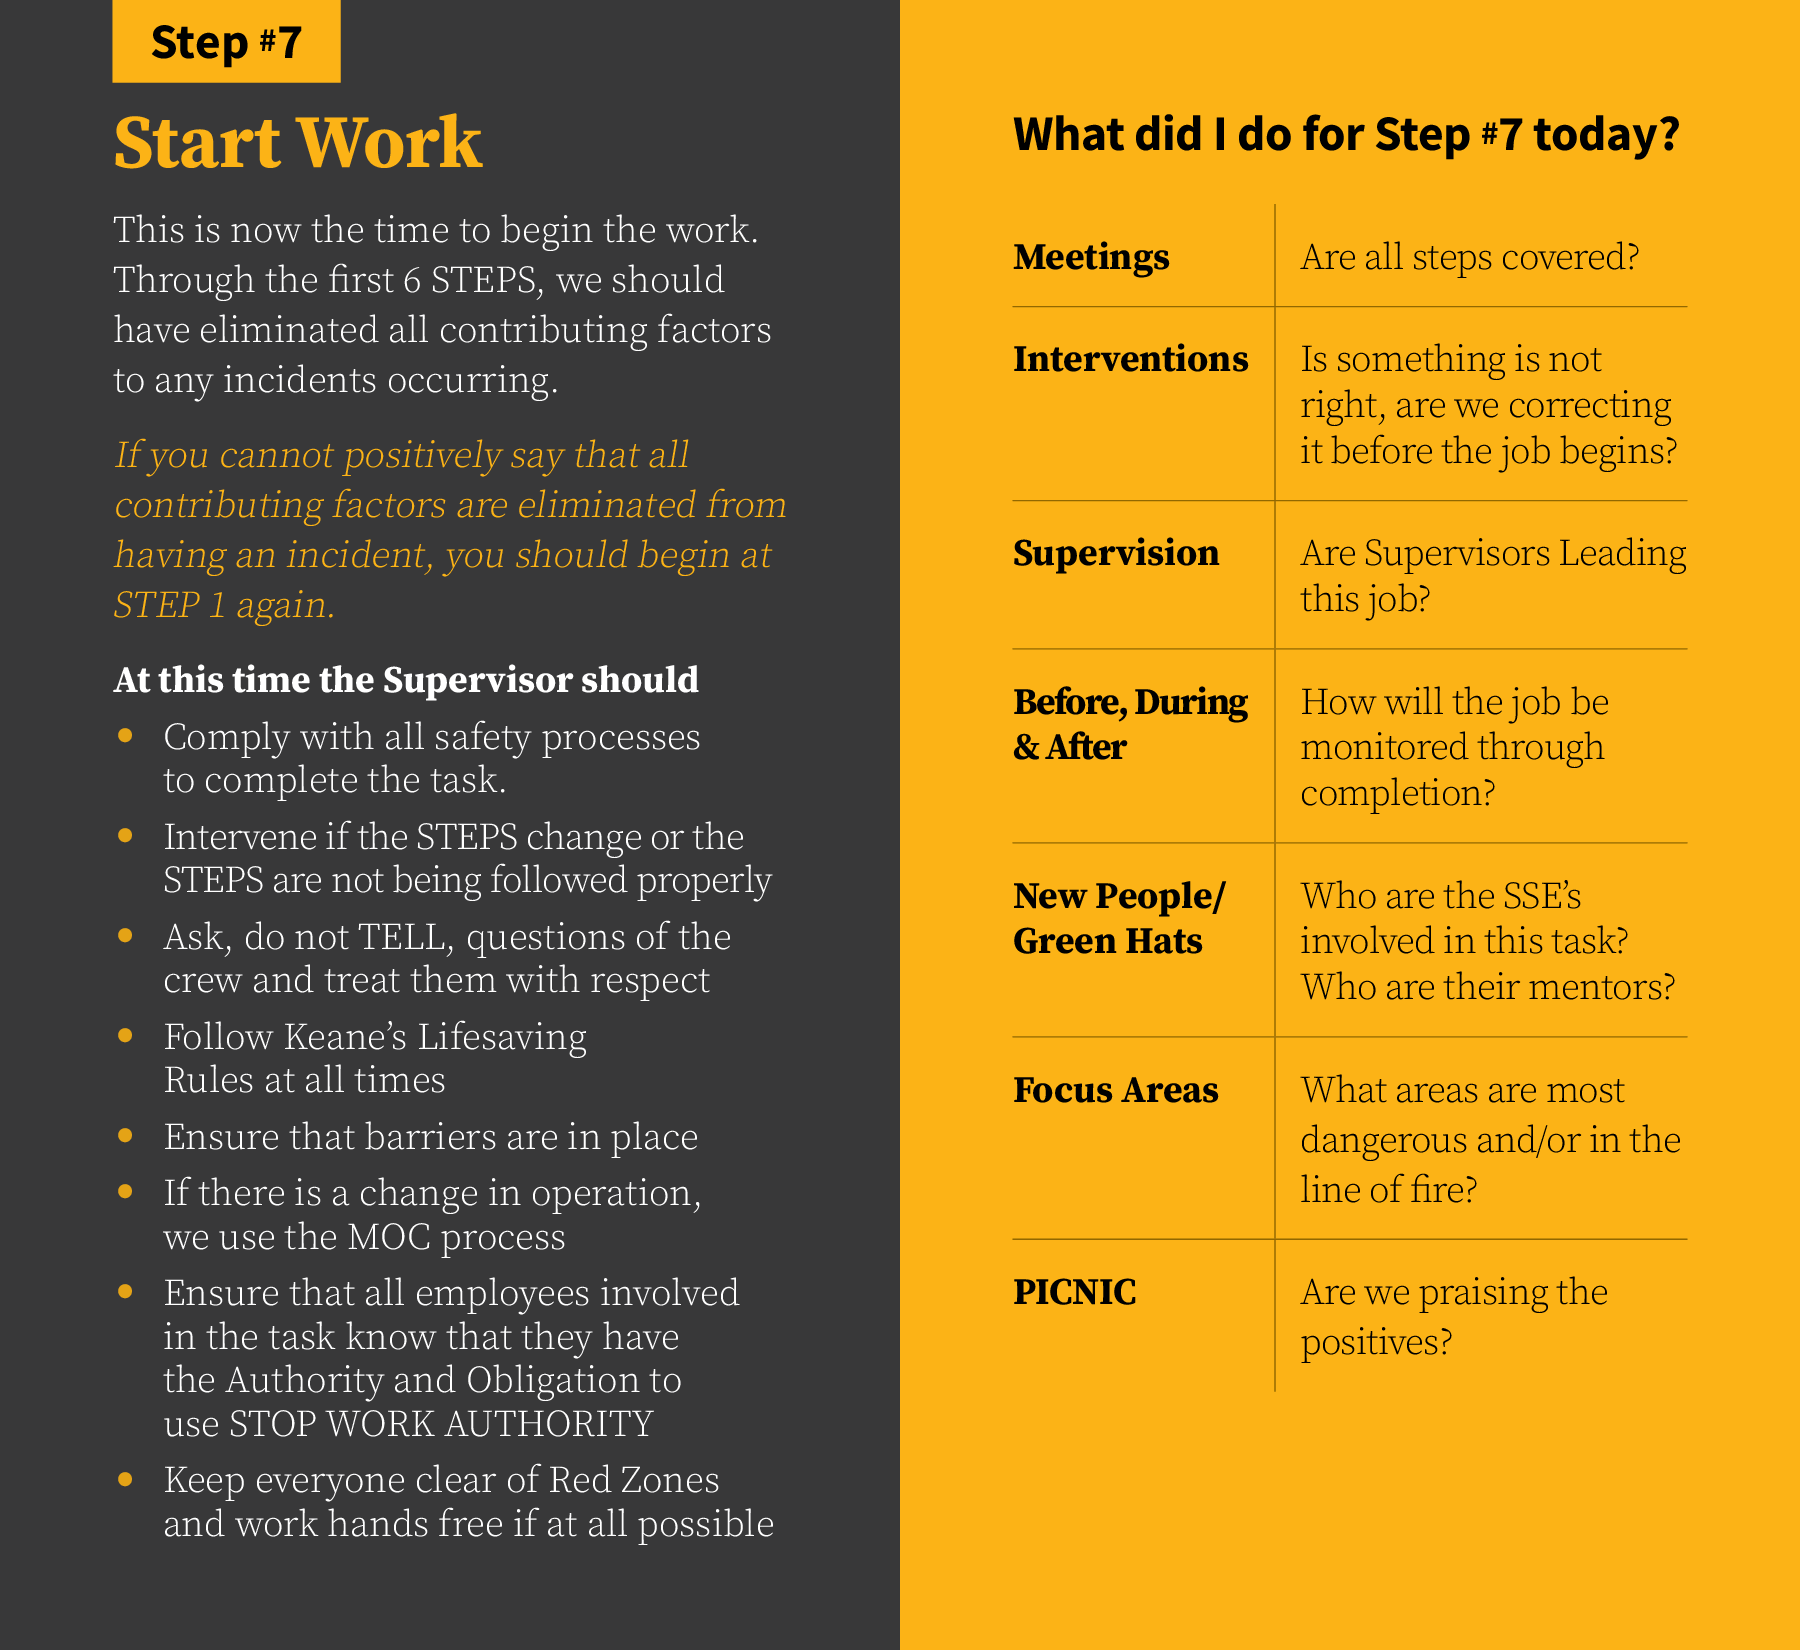 Step #7
Start Work
This is now the time to begin the work.
Through the first 6 STEPS, we should
have eliminated all contributing factors
to any incidents occurring.
If you cannot positively say that all
contributing factors are eliminated from
having an incident, you should begin at
STEP 1 again.
At this time the Supervisor should
• Comply with all safety processes
to complete the task.
• Intervene if the STEPS change or the
STEPS are not being followed properly
• Ask, do not TELL, questions of the
crew and treat them with respect
• Follow Keane’s Lifesaving
Rules at all times
• Ensure that barriers are in place
• If there is a change in operation,
we use the MOC process
• Ensure that all employees involved
in the task know that they have
the Authority and Obligation to
use STOP WORK AUTHORITY
• Keep everyone clear of Red Zones
and work hands free if at all possible
What did I do for Step #7 today?
Meetings
Are all steps covered?
Interventions
Is something is not
right, are we correcting
it before the job begins?
Supervision
Are Supervisors Leading
this job?
Before, During
& After
How will the job be
monitored through
completion?
New People/
Green Hats
Who are the SSE’s
involved in this task?
Who are their mentors?
Focus Areas
What areas are most
dangerous and/or in the
line of fire?
PICNIC
Are we praising the
positives?